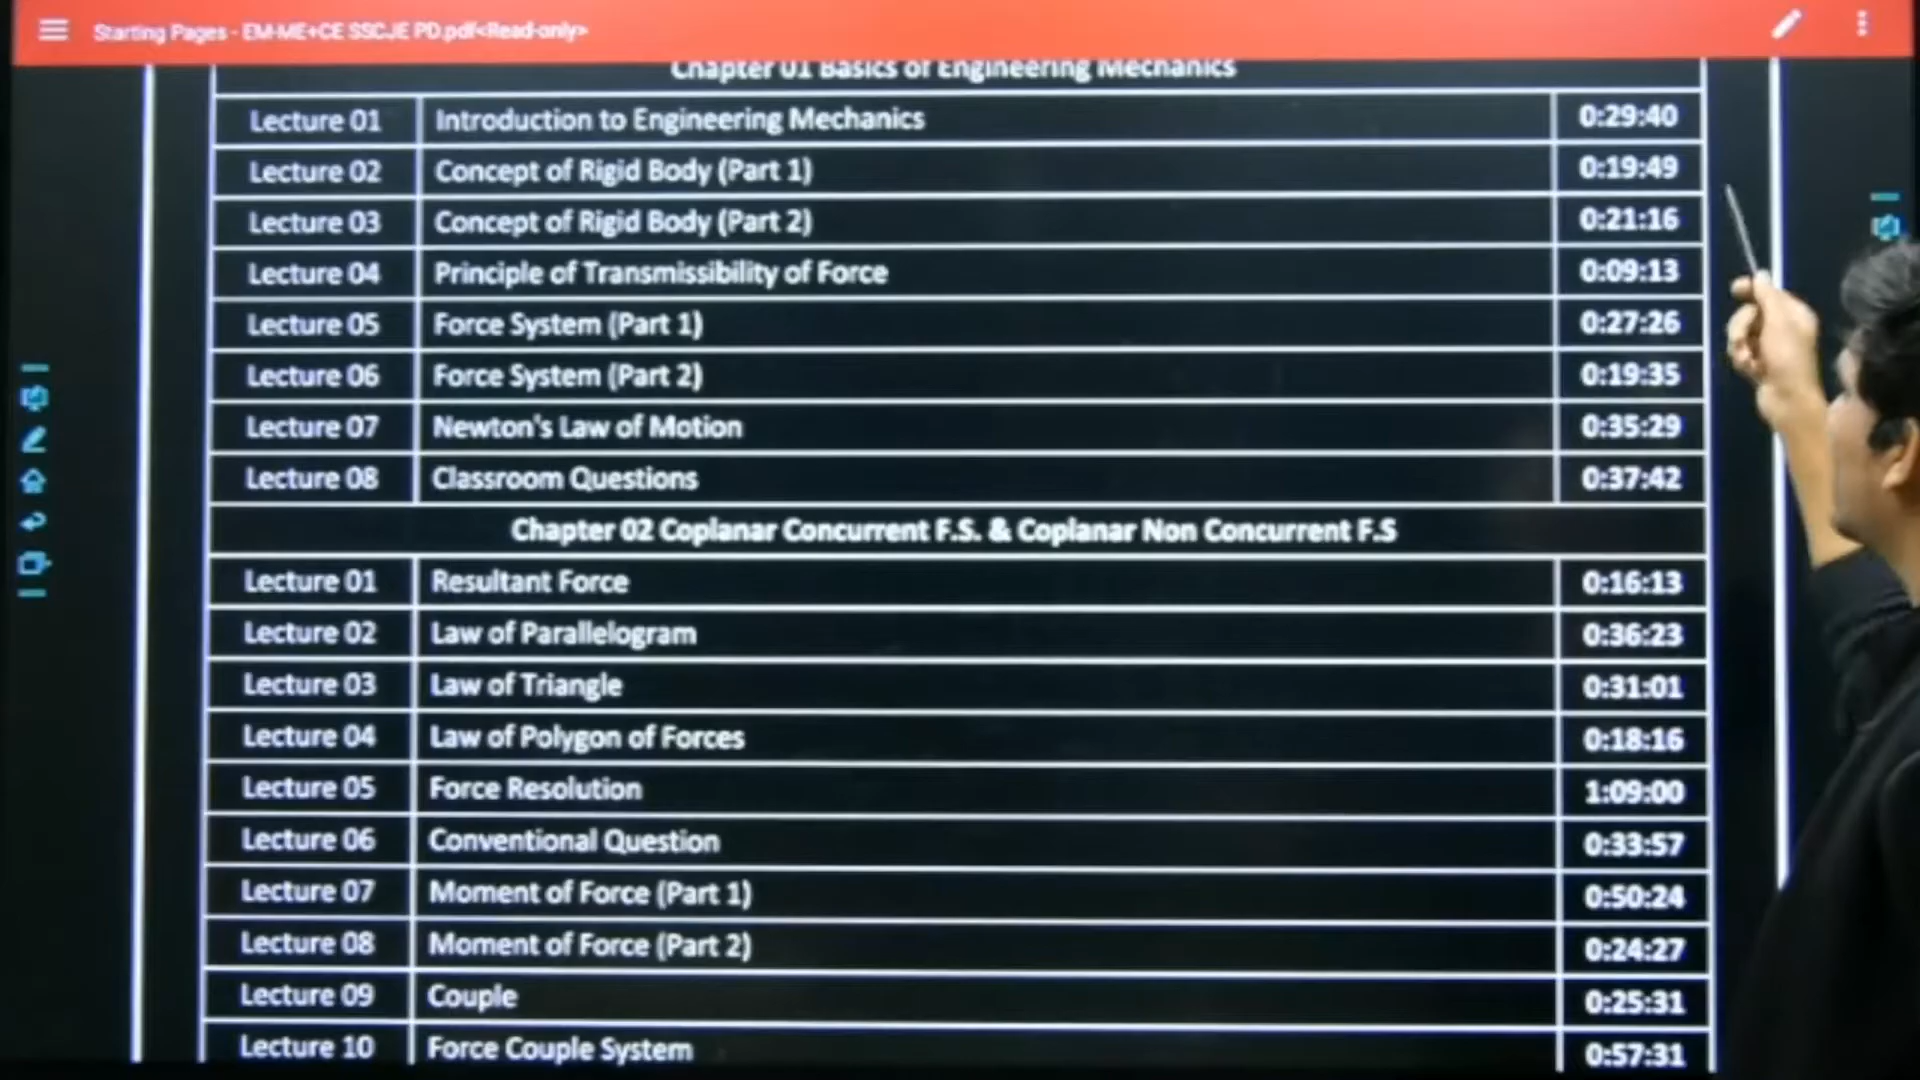 Starting Pages - EM-ME+CE SSCJE PD.pdf<Read-only>
Chapter 01 Basics of Engineering Mechanics
Lecture 01 Introduction to Engineering Mechanics 0:29:40
Lecture 02 Concept of Rigid Body (Part 1) 0:19:49
Lecture 03 Concept of Rigid Body (Part 2) 0:21:16
Lecture 04 Principle of Transmissibility of Force 0:09:13
Lecture 05 Force System (Part 1) 0:27:26
Lecture 06 Force System (Part 2) 0:19:35
Lecture 07 Newton's Law of Motion 0:35:29
Lecture 08 Classroom Questions 0:37:42
Chapter 02 Coplanar Concurrent F.S. & Coplanar Non Concurrent F.S
Lecture 01 Resultant Force 0:16:13
Lecture 02 Law of Parallelogram 0:36:23
Lecture 03 Law of Triangle 0:31:01
Lecture 04 Law of Polygon of Forces 0:18:16
Lecture 05 Force Resolution 1:09:00
Lecture 06 Conventional Question 0:33:57
Lecture 07 Moment of Force (Part 1) 0:50:24
Lecture 08 Moment of Force (Part 2) 0:24:27
Lecture 09 Couple 0:25:31
Lecture 10 Force Couple System 0:57:31